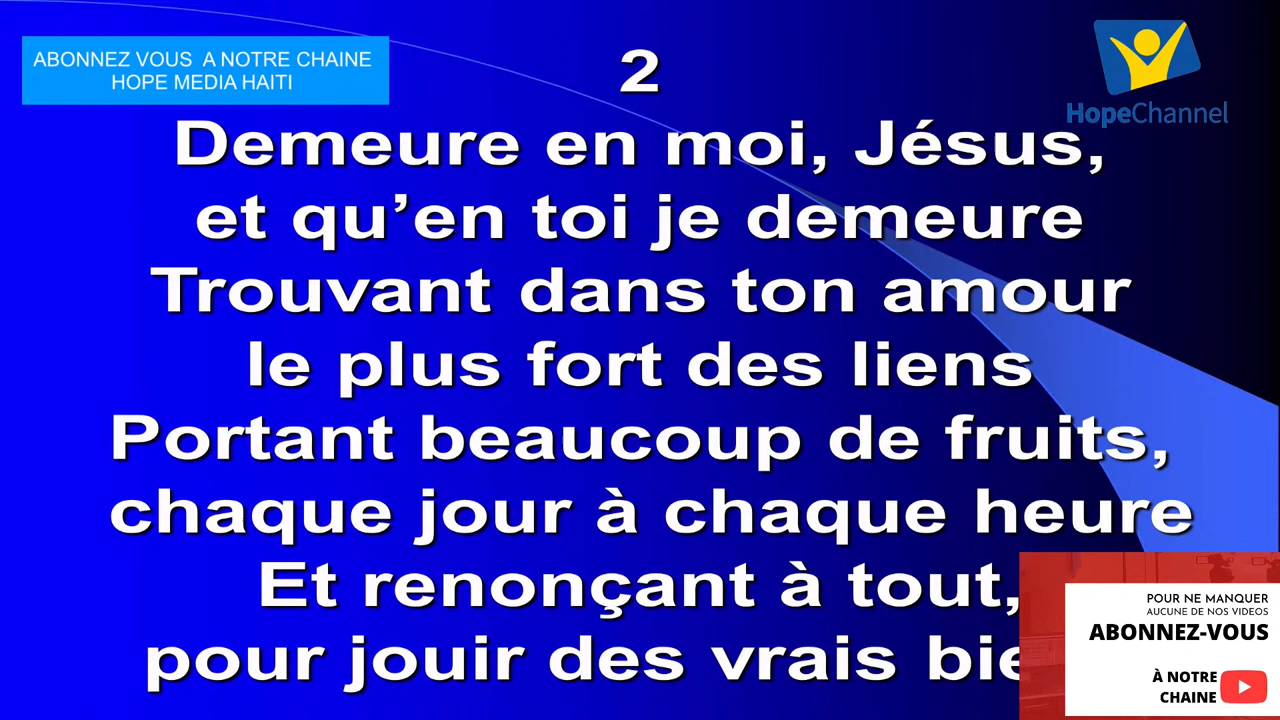 ABONNEZ VOUS A NOTRE CHAINE
HOPE MEDIA HAITI
HopeChannel
2
Demeure en moi, Jésus,
et qu’en toi je demeure
Trouvant dans ton amour
le plus fort des liens
Portant beaucoup de fruits,
chaque jour à chaque heure
Et renonçant à tout,
pour jouir des vrais
POUR NE MANQUER
AUCUNE DE NOS VIDEOS
ABONNEZ-VOUS
À NOTRE
CHAINE